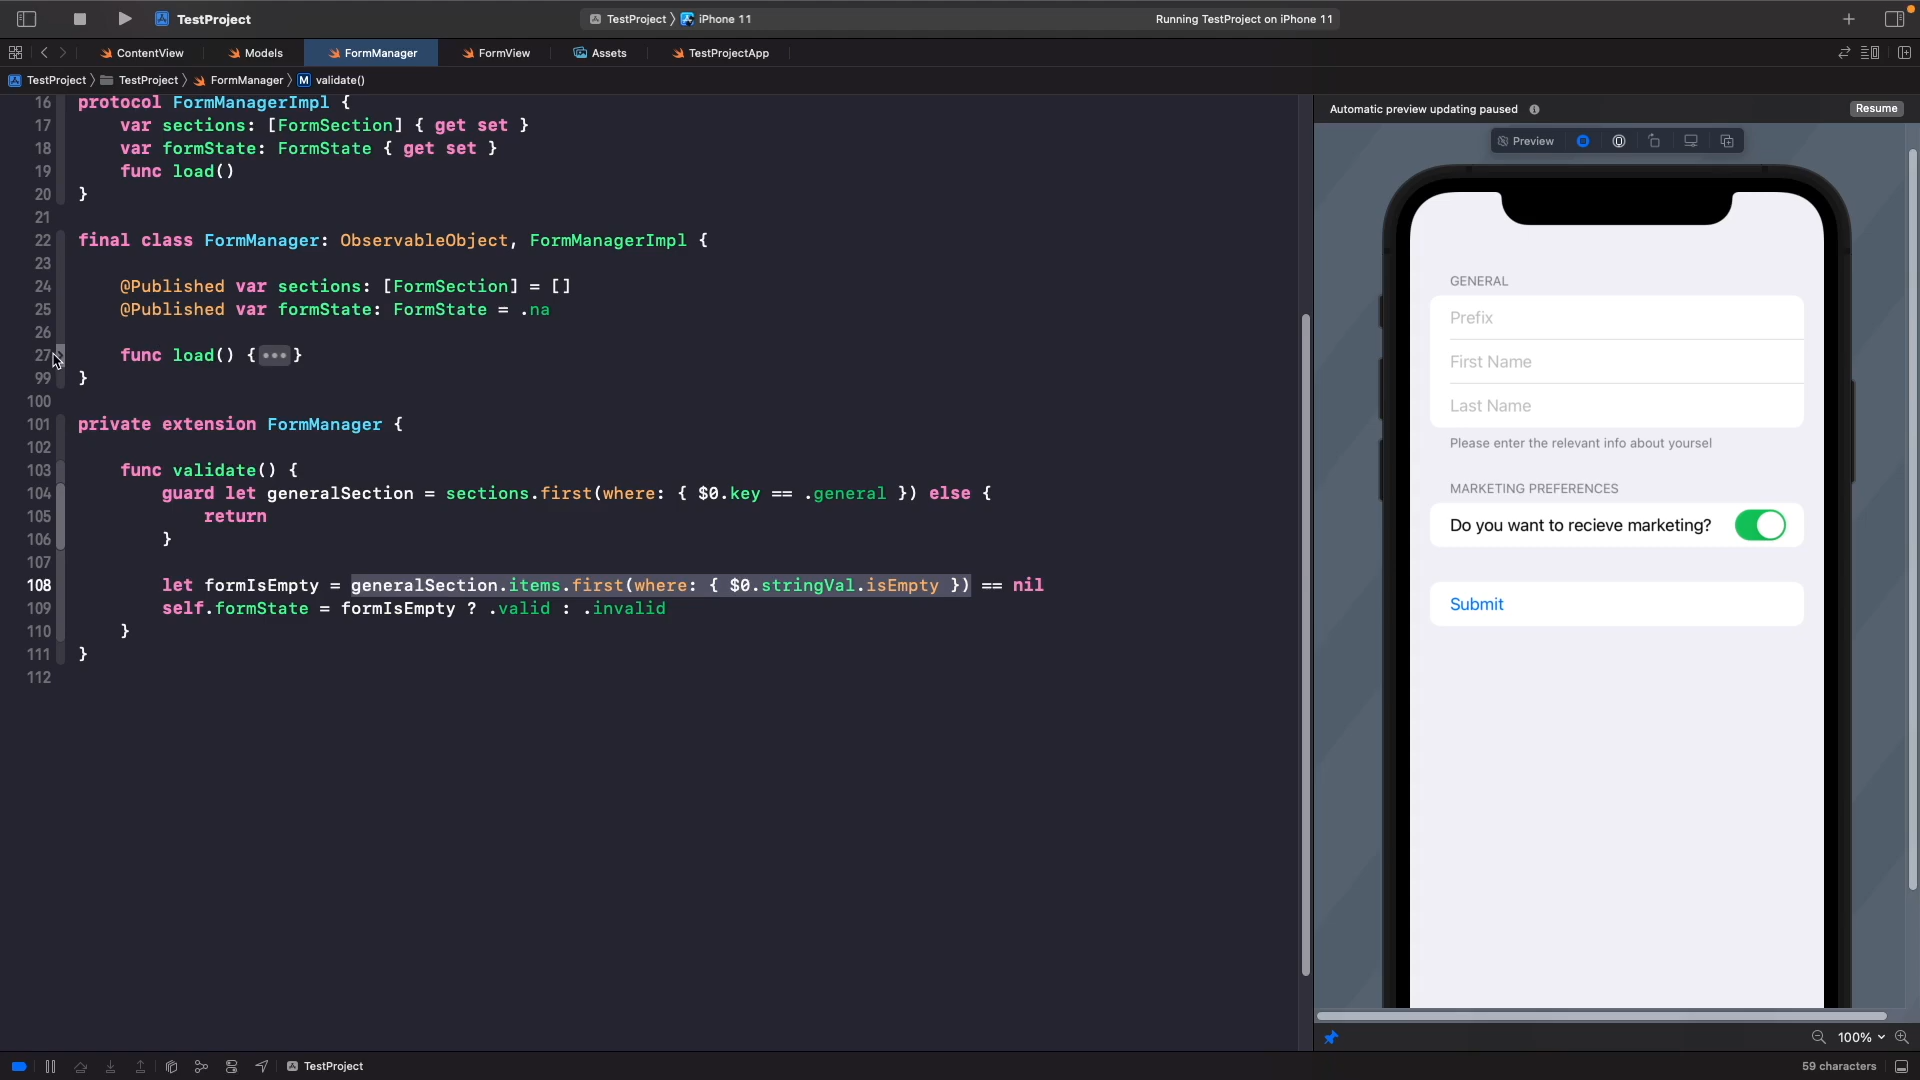 TestProject
TestProject iPhone 11
Running TestProject on iPhone 11
ContentView
Models
FormManager
FormView
Assets
TestProjectApp
TestProject TestProject FormManager M validate()
16 protocol FormManagerImpl {
17 var sections: [FormSection] { get set }
18 var formState: FormState { get set }
19 func load()
20 }
21
22 final class FormManager: ObservableObject, FormManagerImpl {
23
24 @Published var sections: [FormSection] = []
25 @Published var formState: FormState = .na
26
27 func load() {•••}
99 }
100
101 private extension FormManager {
102
103 func validate() {
104 guard let generalSection = sections.first(where: { $0.key == .general }) else {
105 return
106 }
107
108 let formIsEmpty = generalSection.items.first(where: { $0.stringVal.isEmpty }) == nil
109 self.formState = formIsEmpty ? .valid : .invalid
110 }
111 }
112
Automatic preview updating paused
Resume
Preview
GENERAL
Prefix
First Name
Last Name
Please enter the relevant info about yoursel
MARKETING PREFERENCES
Do you want to recieve marketing?
Submit
100%
TestProject
59 characters